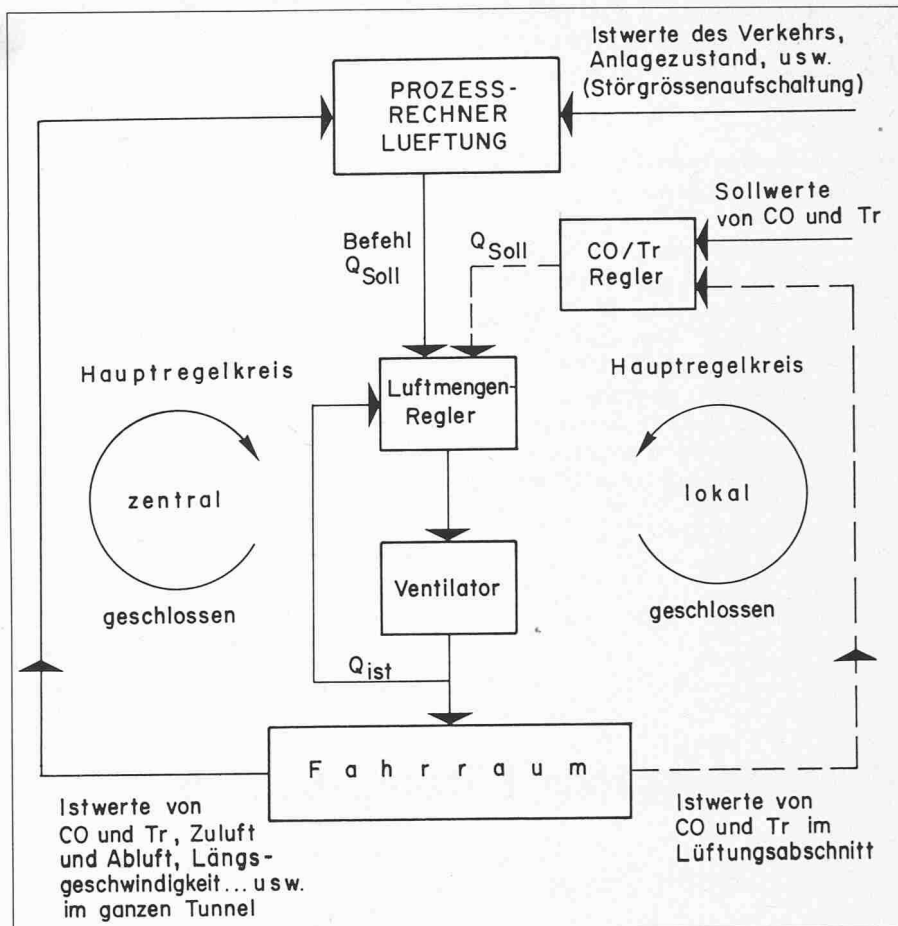 Istwerte des Verkehrs,
Anlagezustand, usw.
(Störgrössenaufschaltung)
PROZESS-
RECHNER
LUEFTUNG
Sollwerte
von CO und Tr
Befehl
QSoll
QSoll
CO/Tr
Regler
Hauptregelkreis
zentral
geschlossen
Luftmengen-
Regler
Hauptregelkreis
lokal
geschlossen
Ventilator
Qist
Fahrraum
Istwerte von
CO und Tr, Zuluft
und Abluft, Längs-
geschwindigkeit... usw.
im ganzen Tunnel
Istwerte von
CO und Tr im
Lüftungsabschnitt